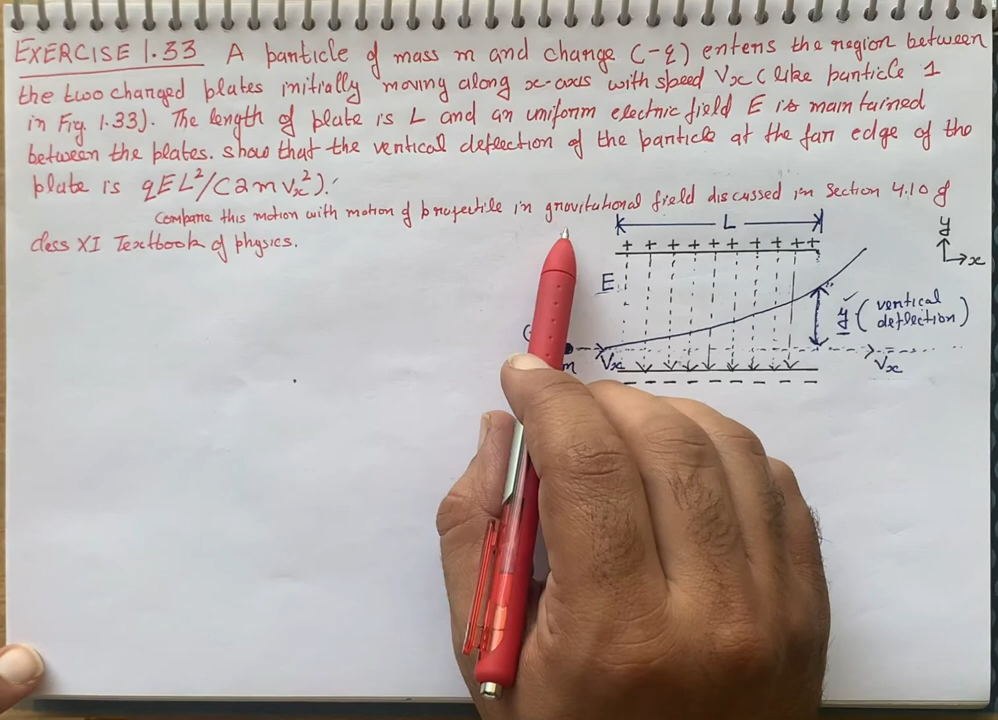 EXERCISE 1.33 A particle of mass m and charge (-q) enters the region between
the two charged plates initially moving along x-axis with speed Vx (like particle 1
in Fig. 1.33). The length of plate is L and an uniform electric field E is maintained
between the plates. show that the vertical deflection of the particle at the far edge of the
plate is qEL²/(2mVx²).
Compare this motion with motion of projectile in gravitational field discussed in section 4.10 of
class XI Textbook of physics.
L
y
x
+ + + + + + + + ++
E
y (vertical
deflection)
m
Vx
Vx
- - - - - - - - -